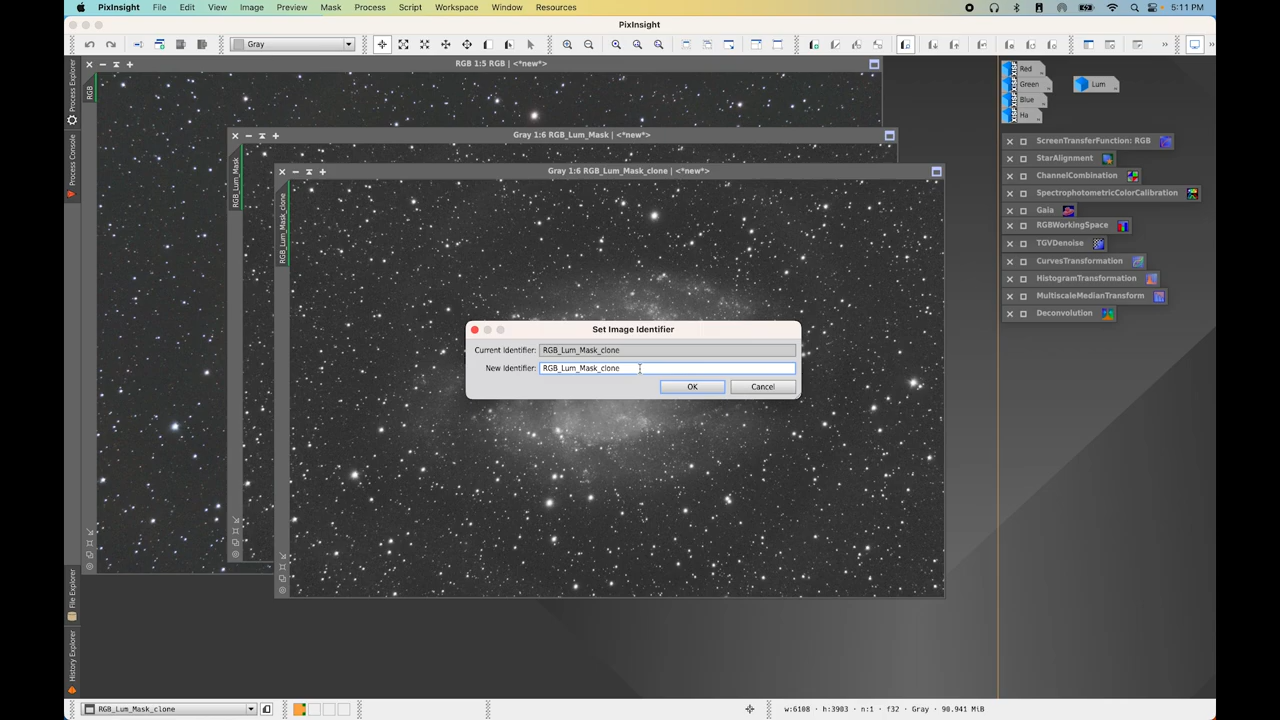 PixInsight File Edit View Image Preview Mask Process Script Workspace Window Resources 5:11 PM
PixInsight
Gray
RGB 1:5 RGB | <*new*>
Gray 1:6 RGB_Lum_Mask | <*new*>
Gray 1:6 RGB_Lum_Mask_clone | <*new*>
Process Explorer
Process Console
File Explorer
History Explorer
RGB
RGB_Lum_Mask
RGB_Lum_Mask_clone
Set Image Identifier
Current Identifier: RGB_Lum_Mask_clone
New Identifier: RGB_Lum_Mask_clone
OK Cancel
Red
Green
Blue
Ha
Lum
ScreenTransferFunction: RGB
StarAlignment
ChannelCombination
SpectrophotometricColorCalibration
Gaia
RGBWorkingSpace
TGVDenoise
CurvesTransformation
HistogramTransformation
MultiscaleMedianTransform
Deconvolution
RGB_Lum_Mask_clone
w:6108 · h:3903 · n:1 · f32 · Gray · 90.941 MiB